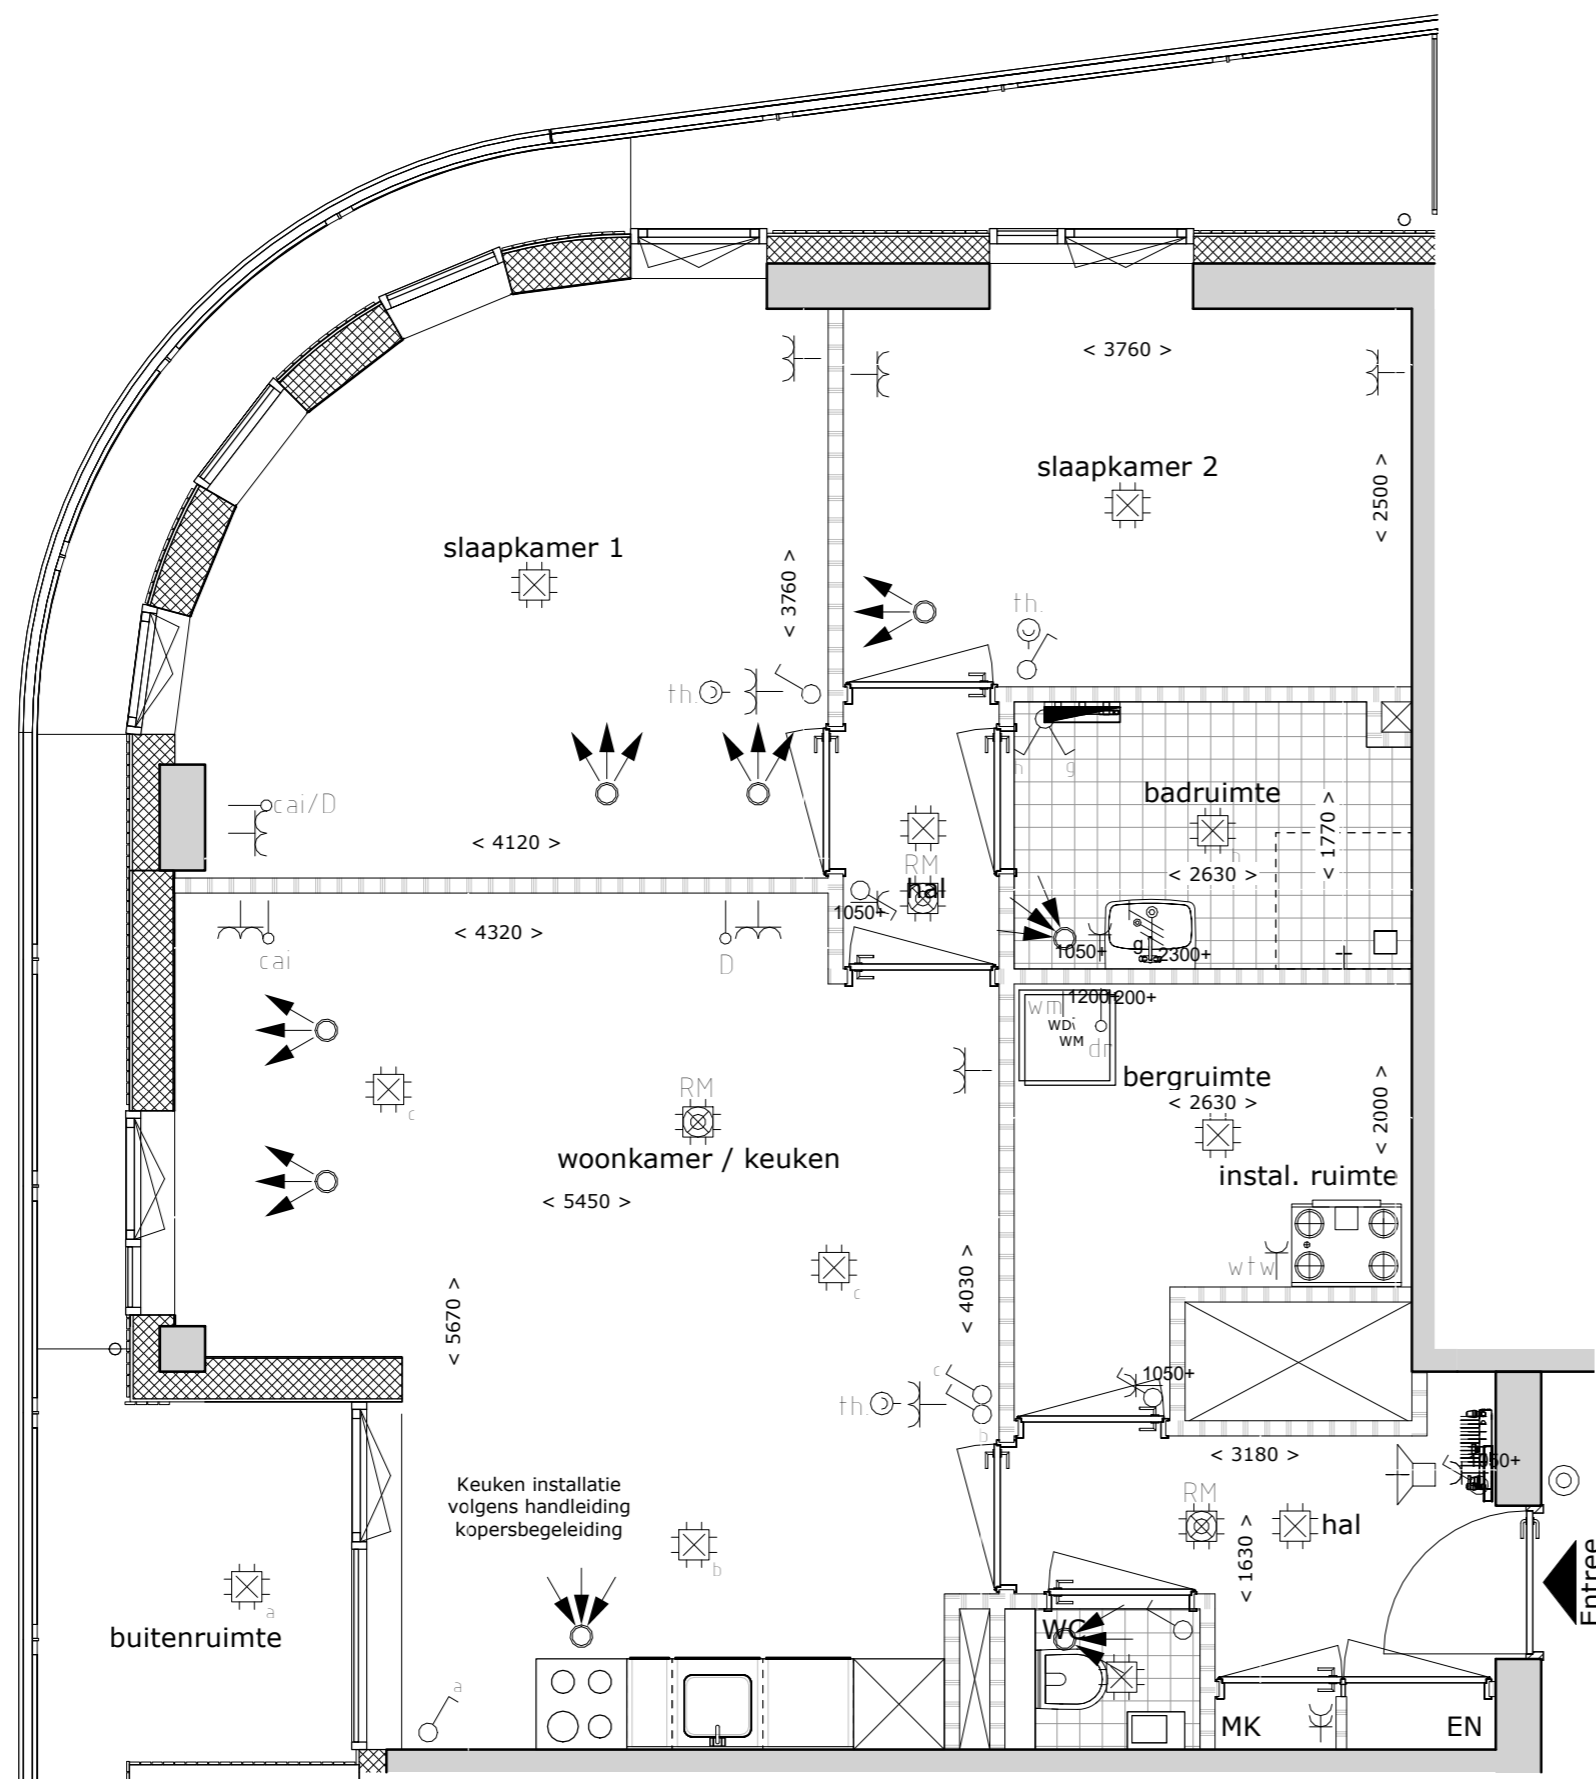 < 3760 >
slaapkamer 2
< 2500 >
slaapkamer 1
< 3760 >
th.
th.
h
g
badruimte
< 1770 >
cai/D
< 4120 >
h
< 2630 >
RM
hal
1050+
cai
< 4320 >
D
1050+
g
2300+
wm
1200+
200+
WD
WM
dr
bergruimte
< 2630 >
< 2000 >
c
RM
woonkamer / keuken
< 5450 >
instal. ruimte
wtw
c
< 4030 >
< 5670 >
1050+
c
th.
b
< 3180 >
1050+
Keuken installatie
volgens handleiding
kopersbegeleiding
RM
hal
< 1630 >
b
Entree
a
buitenruimte
WC
a
MK
EN